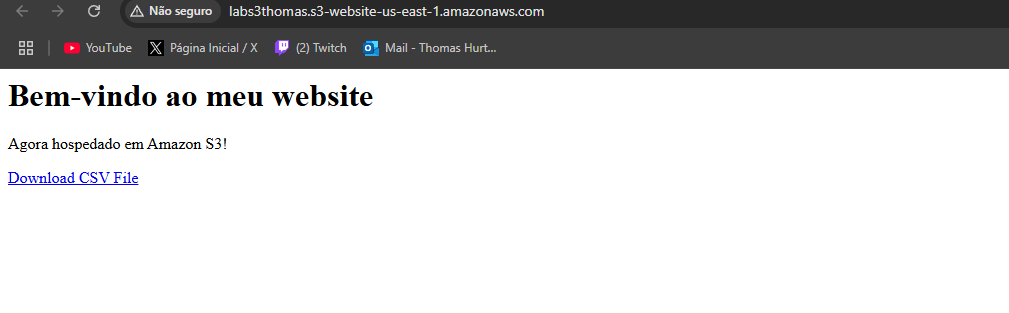 Não seguro labs3thomas.s3-website-us-east-1.amazonaws.com
YouTube X Página Inicial / X (2) Twitch Mail - Thomas Hurt...
Bem-vindo ao meu website
Agora hospedado em Amazon S3!
Download CSV File